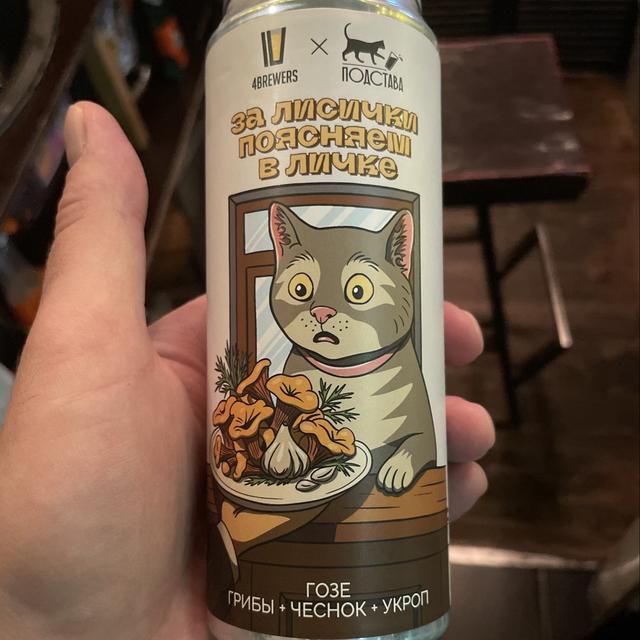 4BREWERS × ПОДСТАВА
за лисички
поясняем
в личке
ГОЗЕ
ГРИБЫ + ЧЕСНОК + УКРОП